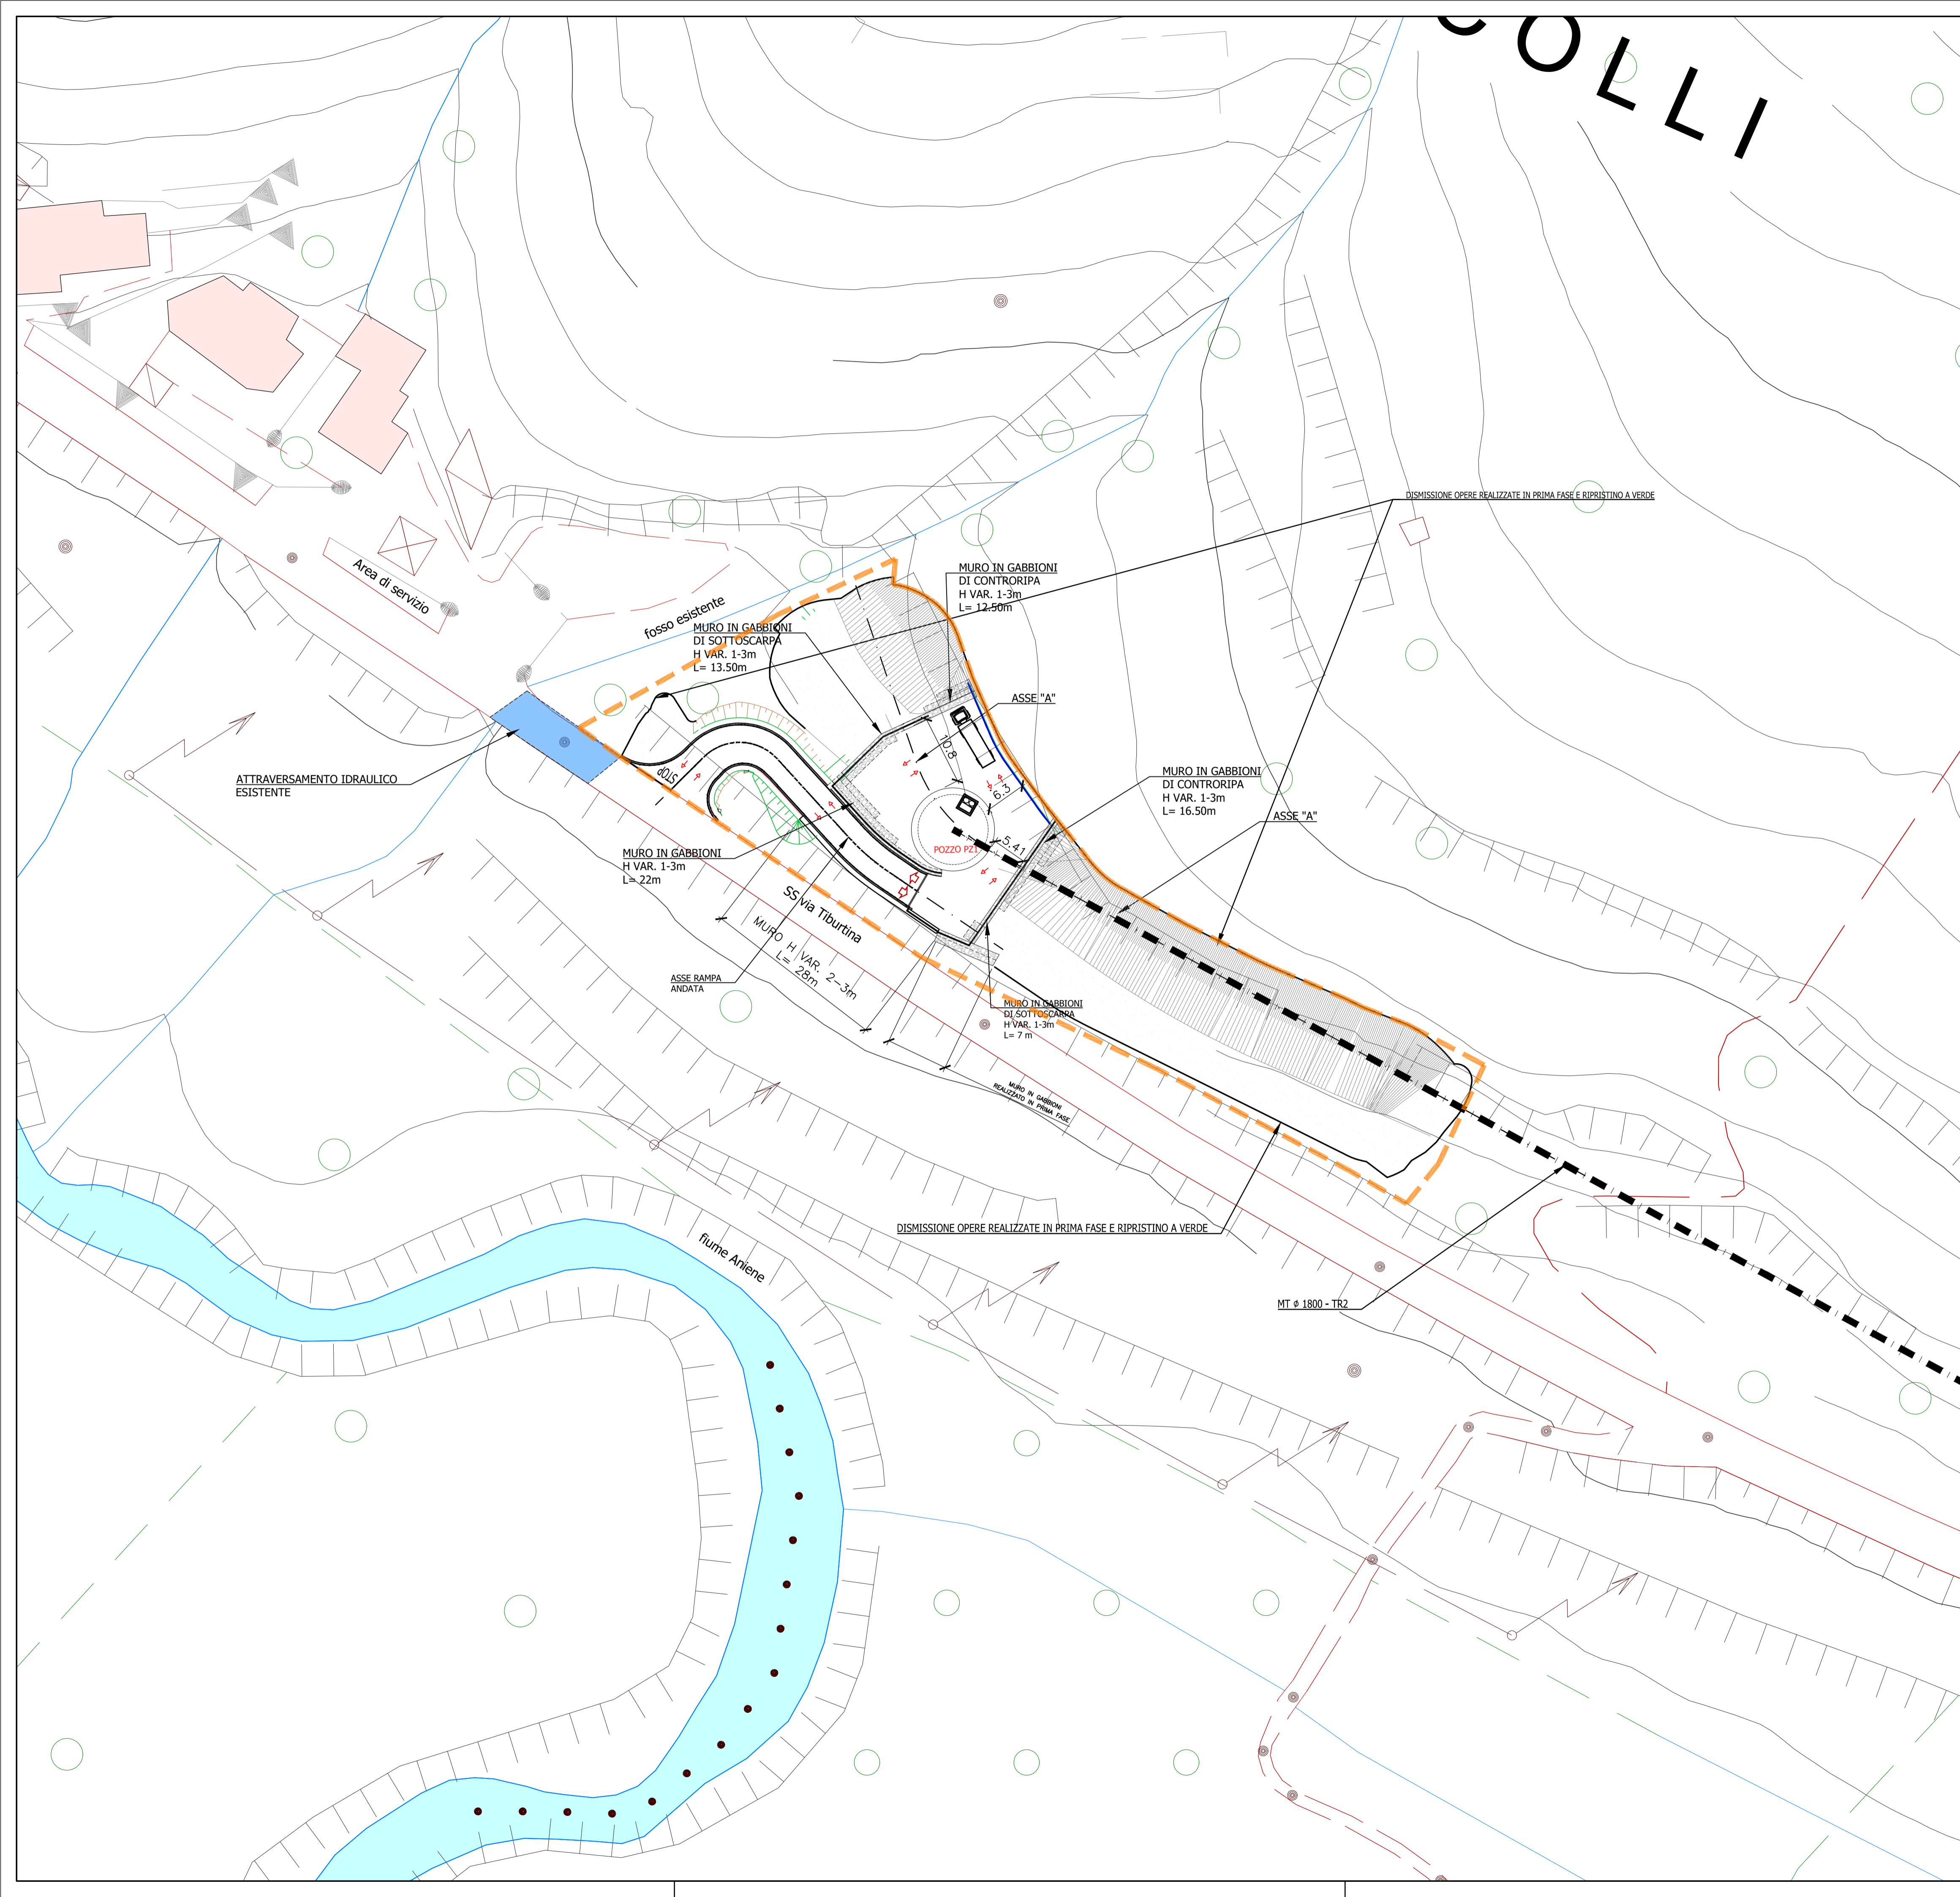 COLLI
DISMISSIONE OPERE REALIZZATE IN PRIMA FASE E RIPRISTINO A VERDE
Area di servizio
fosso esistente
MURO IN GABBIONI
DI CONTRORIPA
H VAR. 1-3m
L= 12.50m
MURO IN GABBIONI
DI SOTTOSCARPA
H VAR. 1-3m
L= 13.50m
ASSE "A"
10.8
6.3
5.41
STOP
ATTRAVERSAMENTO IDRAULICO
ESISTENTE
MURO IN GABBIONI
DI CONTRORIPA
H VAR. 1-3m
L= 16.50m
ASSE "A"
POZZO PZ1
MURO IN GABBIONI
H VAR. 1-3m
L= 22m
SS via Tiburtina
MURO H VAR. 2-3m
L= 28m
ASSE RAMPA
ANDATA
MURO IN GABBIONI
DI SOTTOSCARPA
H VAR. 1-3m
L= 7 m
MURO IN GABBIONI
REALIZZATO IN PRIMA FASE
DISMISSIONE OPERE REALIZZATE IN PRIMA FASE E RIPRISTINO A VERDE
fiume Aniene
MT ϕ 1800 - TR2